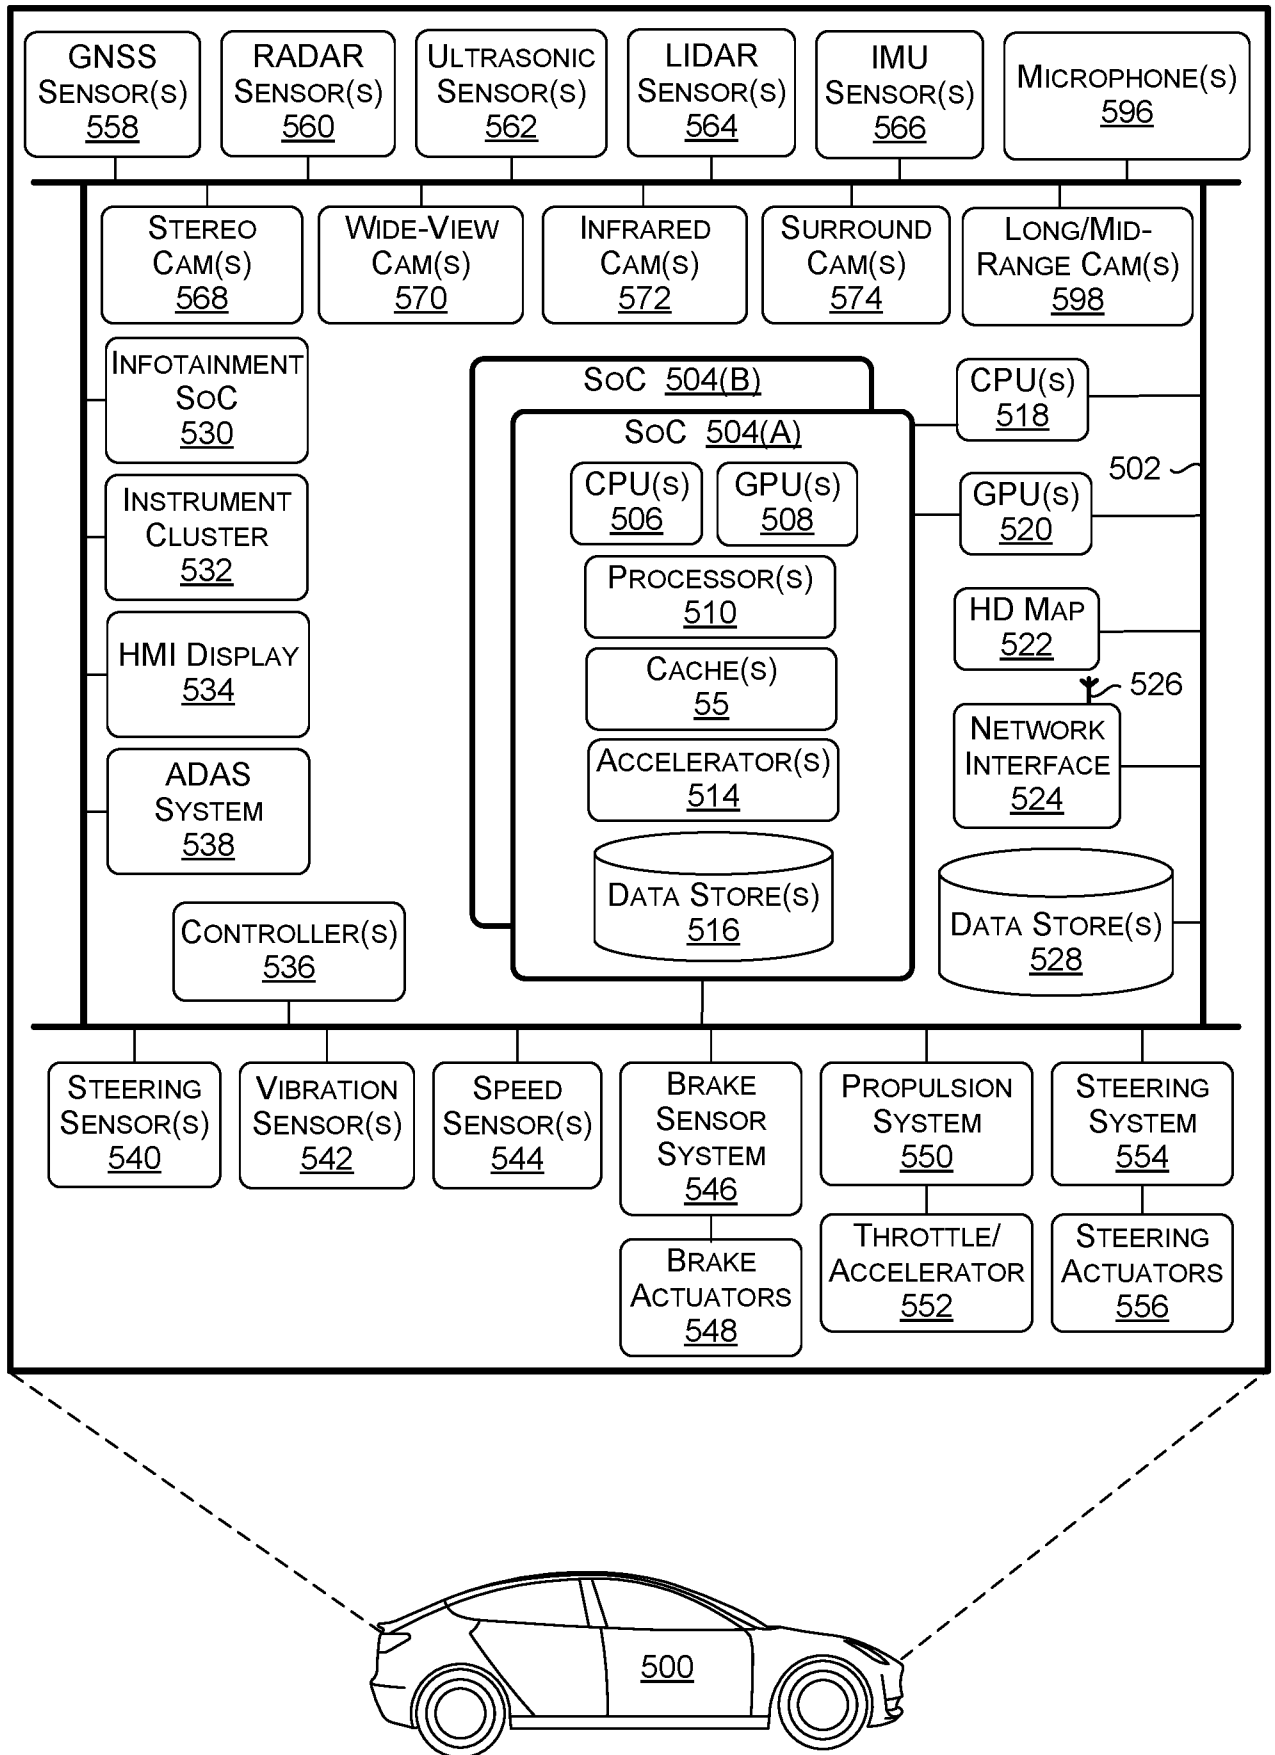 GNSS
SENSOR(S)
558
RADAR
SENSOR(S)
560
ULTRASONIC
SENSOR(S)
562
LIDAR
SENSOR(S)
564
IMU
SENSOR(S)
566
MICROPHONE(S)
596
STEREO
CAM(S)
568
WIDE-VIEW
CAM(S)
570
INFRARED
CAM(S)
572
SURROUND
CAM(S)
574
LONG/MID-
RANGE CAM(S)
598
INFOTAINMENT
SOC
530
INSTRUMENT
CLUSTER
532
HMI DISPLAY
534
ADAS
SYSTEM
538
CONTROLLER(S)
536
SOC 504(B)
SOC 504(A)
CPU(S)
506
GPU(S)
508
PROCESSOR(S)
510
CACHE(S)
55
ACCELERATOR(S)
514
DATA STORE(S)
516
CPU(S)
518
502
GPU(S)
520
HD MAP
522
526
NETWORK
INTERFACE
524
DATA STORE(S)
528
STEERING
SENSOR(S)
540
VIBRATION
SENSOR(S)
542
SPEED
SENSOR(S)
544
BRAKE
SENSOR
SYSTEM
546
PROPULSION
SYSTEM
550
STEERING
SYSTEM
554
BRAKE
ACTUATORS
548
THROTTLE/
ACCELERATOR
552
STEERING
ACTUATORS
556
500